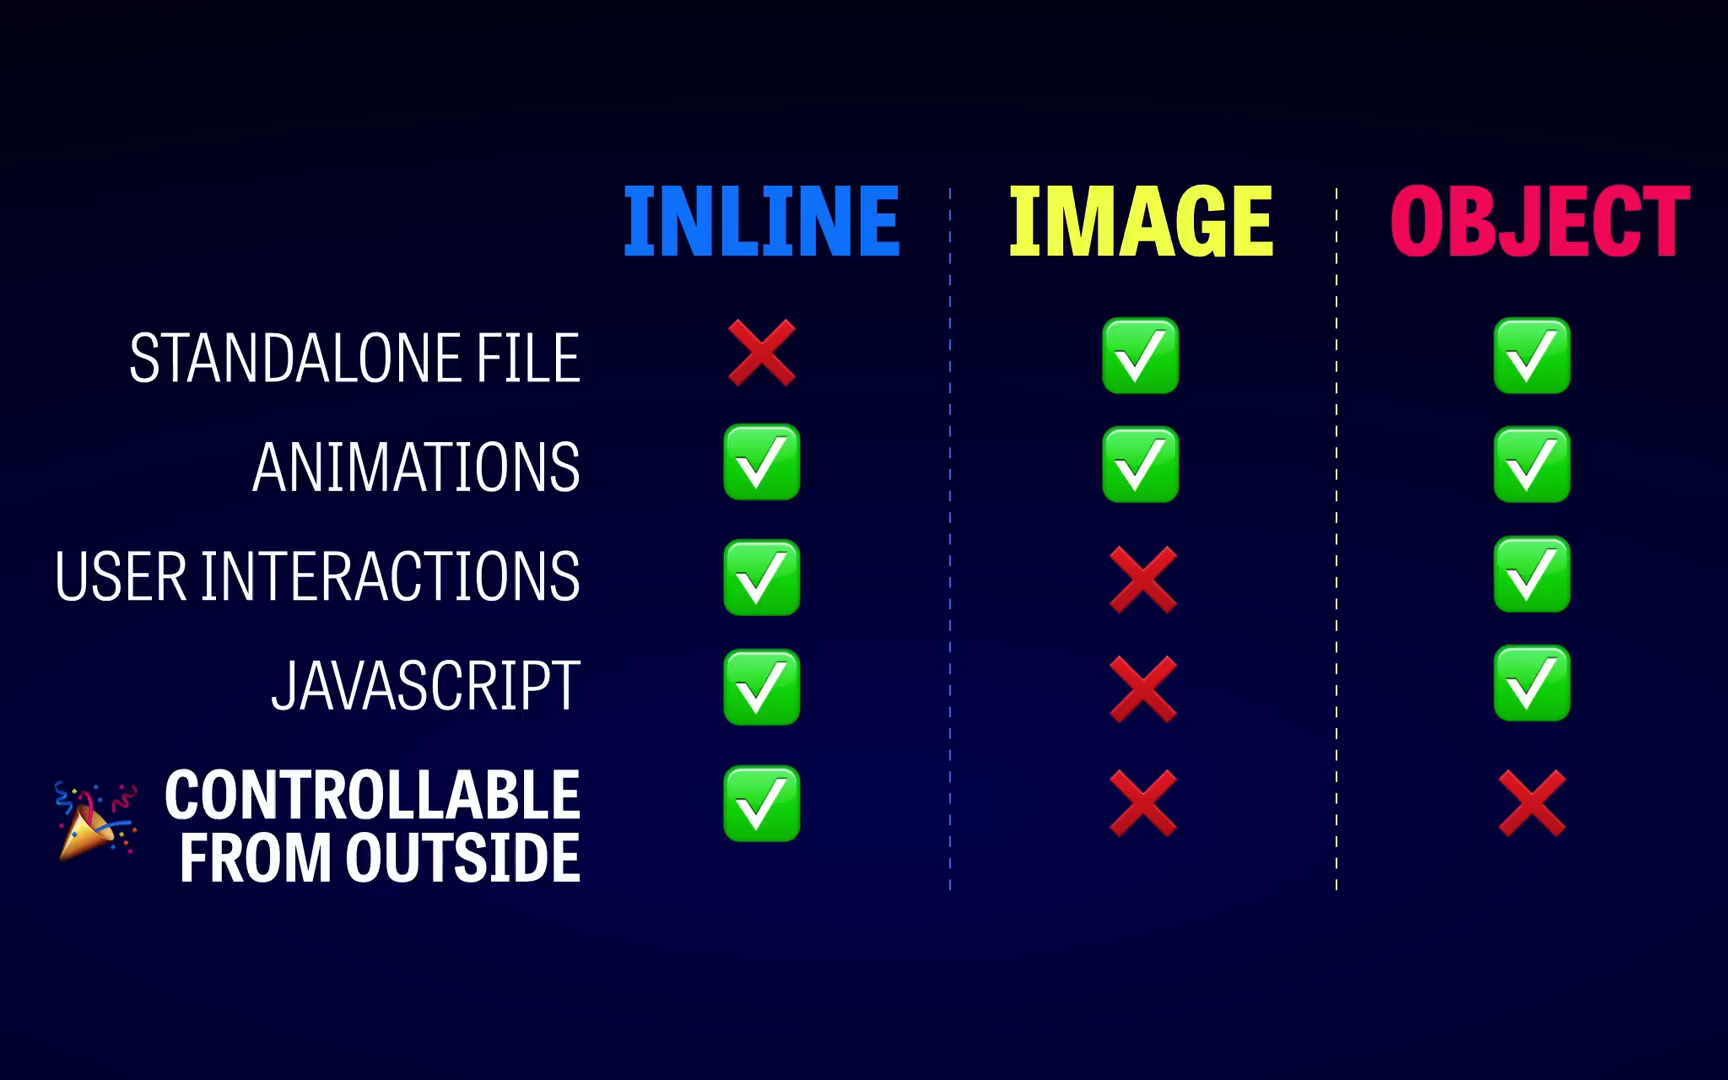 INLINE IMAGE OBJECT
STANDALONE FILE ❌ ✅ ✅
ANIMATIONS ✅ ✅ ✅
USER INTERACTIONS ✅ ❌ ✅
JAVASCRIPT ✅ ❌ ✅
🎉 CONTROLLABLE ✅ ❌ ❌
FROM OUTSIDE